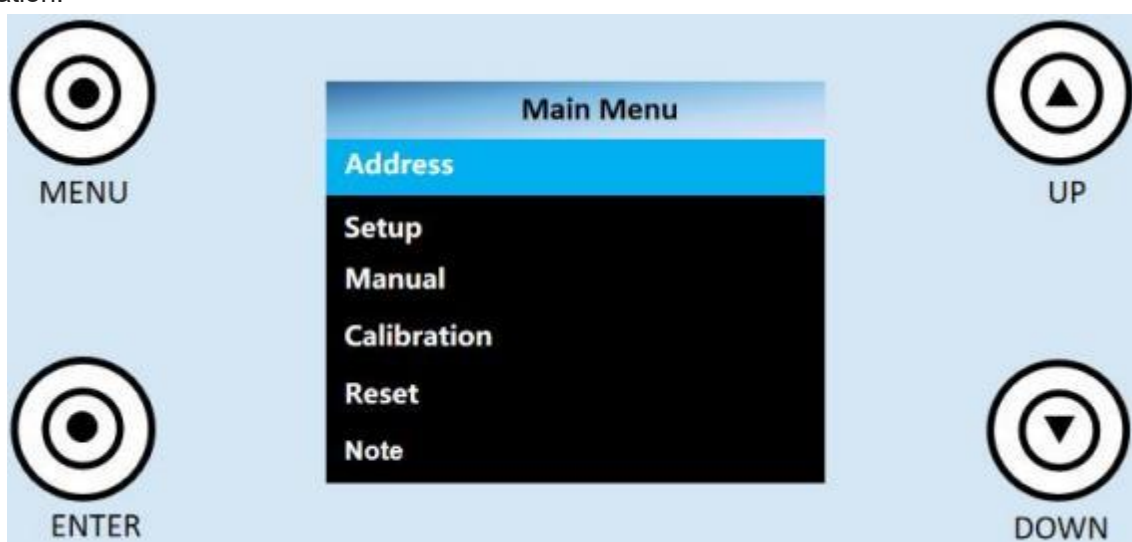 MENU
Main Menu
Address
Setup
Manual
Calibration
Reset
Note
UP
ENTER
DOWN